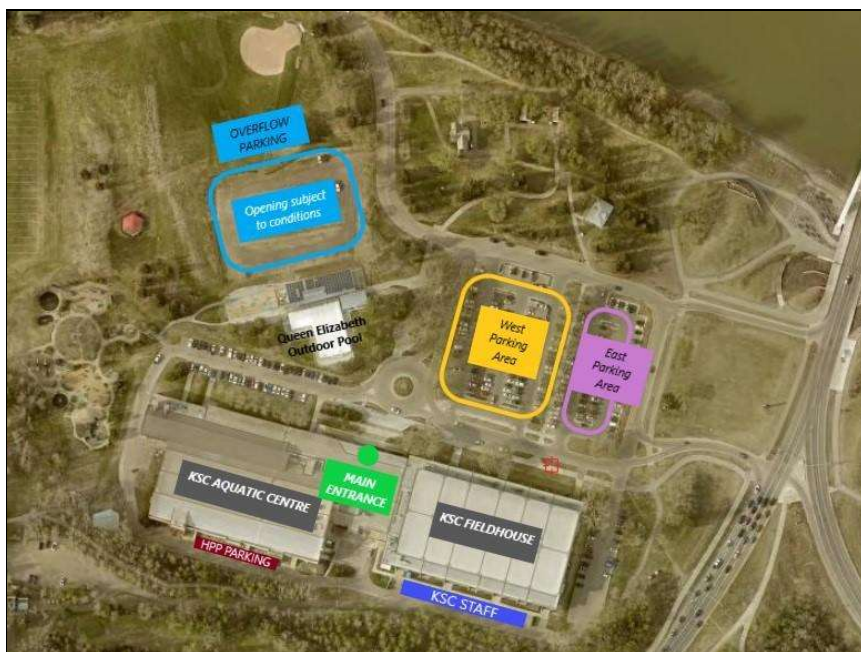 OVERFLOW
PARKING
Opening subject
to conditions
Queen Elizabeth
Outdoor Pool
West
Parking
Area
East
Parking
Area
KSC AQUATIC CENTRE
MAIN
ENTRANCE
KSC FIELDHOUSE
HPP PARKING
KSC STAFF